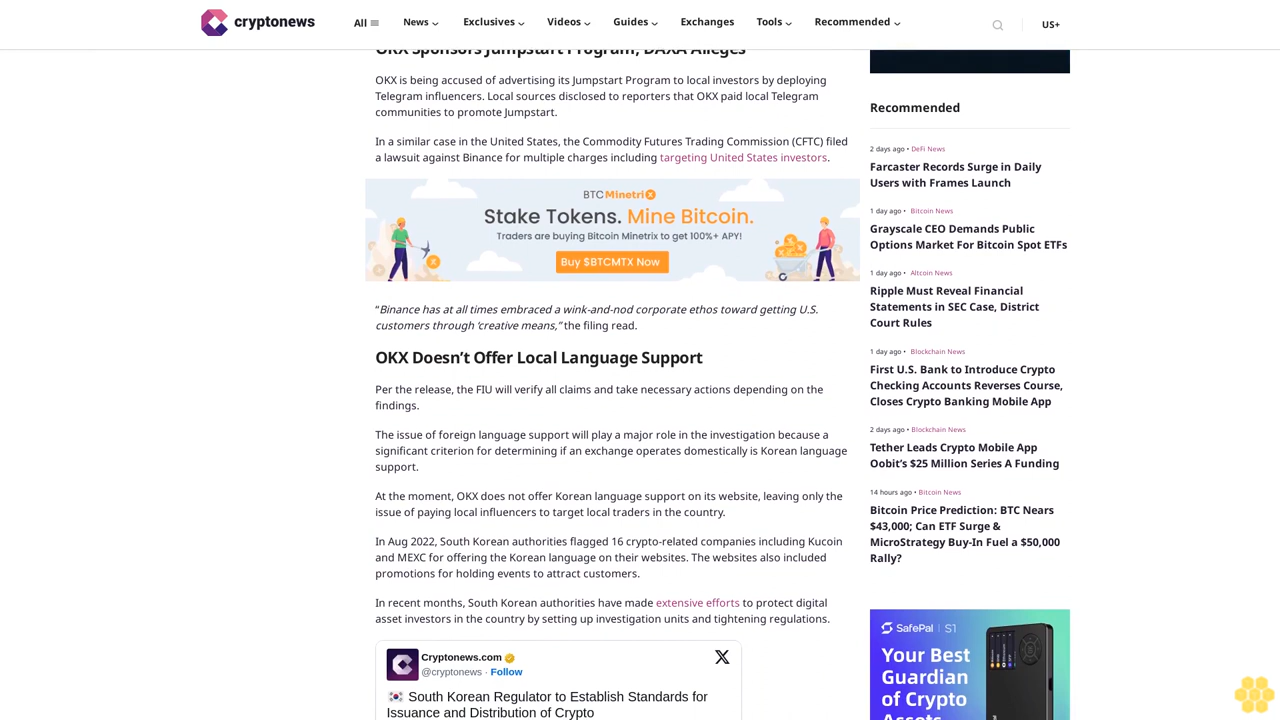 cryptonews
All
News
Exclusives
Videos
Guides
Exchanges
Tools
Recommended
US+
OKX Sponsors Jumpstart Program, DAXA Alleges
OKX is being accused of advertising its Jumpstart Program to local investors by deploying
Telegram influencers. Local sources disclosed to reporters that OKX paid local Telegram
communities to promote Jumpstart.
In a similar case in the United States, the Commodity Futures Trading Commission (CFTC) filed
a lawsuit against Binance for multiple charges including targeting United States investors.
BTC Minetrix
Stake Tokens. Mine Bitcoin.
Traders are buying Bitcoin Minetrix to get 100%+ APY!
Buy $BTCMTX Now
“Binance has at all times embraced a wink-and-nod corporate ethos toward getting U.S.
customers through ‘creative means,” the filing read.
OKX Doesn’t Offer Local Language Support
Per the release, the FIU will verify all claims and take necessary actions depending on the
findings.
The issue of foreign language support will play a major role in the investigation because a
significant criterion for determining if an exchange operates domestically is Korean language
support.
At the moment, OKX does not offer Korean language support on its website, leaving only the
issue of paying local influencers to target local traders in the country.
In Aug 2022, South Korean authorities flagged 16 crypto-related companies including Kucoin
and MEXC for offering the Korean language on their websites. The websites also included
promotions for holding events to attract customers.
In recent months, South Korean authorities have made extensive efforts to protect digital
asset investors in the country by setting up investigation units and tightening regulations.
Cryptonews.com
@cryptonews · Follow
🇰🇷 South Korean Regulator to Establish Standards for
Issuance and Distribution of Crypto
Recommended
2 days ago • DeFi News
Farcaster Records Surge in Daily
Users with Frames Launch
1 day ago • Bitcoin News
Grayscale CEO Demands Public
Options Market For Bitcoin Spot ETFs
1 day ago • Altcoin News
Ripple Must Reveal Financial
Statements in SEC Case, District
Court Rules
1 day ago • Blockchain News
First U.S. Bank to Introduce Crypto
Checking Accounts Reverses Course,
Closes Crypto Banking Mobile App
2 days ago • Blockchain News
Tether Leads Crypto Mobile App
Oobit’s $25 Million Series A Funding
14 hours ago • Bitcoin News
Bitcoin Price Prediction: BTC Nears
$43,000; Can ETF Surge &
MicroStrategy Buy-In Fuel a $50,000
Rally?
SafePal | S1
Your Best
Guardian
of Crypto
Assets